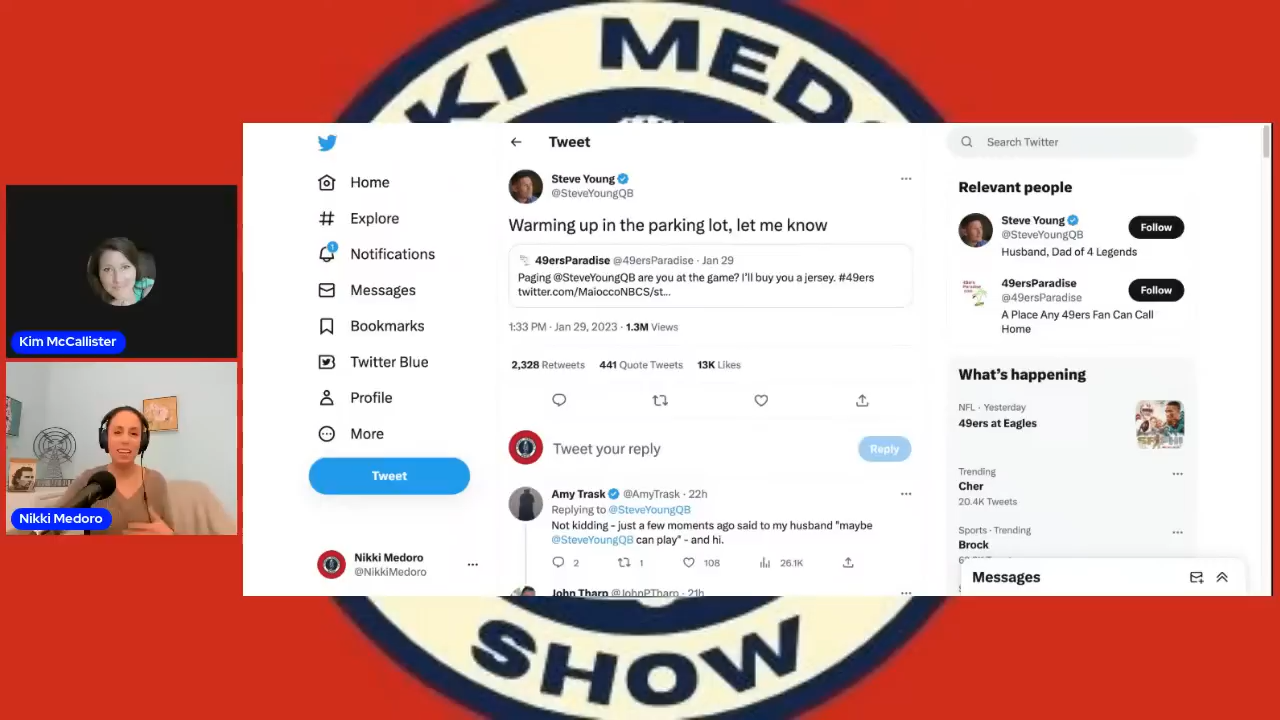 KI MEDO
Kim McCallister
Nikki Medoro
Home
Explore
1
Notifications
Messages
Bookmarks
Twitter Blue
Profile
More
Tweet
Nikki Medoro
@NikkiMedoro
Tweet
Steve Young
@SteveYoungQB
Warming up in the parking lot, let me know
49ersParadise @49ersParadise · Jan 29
Paging @SteveYoungQB are you at the game? I'll buy you a jersey. #49ers
twitter.com/MaioccoNBCS/st...
1:33 PM · Jan 29, 2023 · 1.3M Views
2,328 Retweets 441 Quote Tweets 13K Likes
Tweet your reply
Reply
Amy Trask @AmyTrask · 22h
Replying to @SteveYoungQB
Not kidding - just a few moments ago said to my husband "maybe
@SteveYoungQB can play" - and hi.
2 1 108 26.1K
John Tharp @JohnPTharp · 21h
Search Twitter
Relevant people
Steve Young
@SteveYoungQB
Follow
Husband, Dad of 4 Legends
49ersParadise
@49ersParadise
Follow
A Place Any 49ers Fan Can Call
Home
What's happening
NFL · Yesterday
49ers at Eagles
Trending
Cher
20.4K Tweets
Sports · Trending
Brock
Messages
SHOW